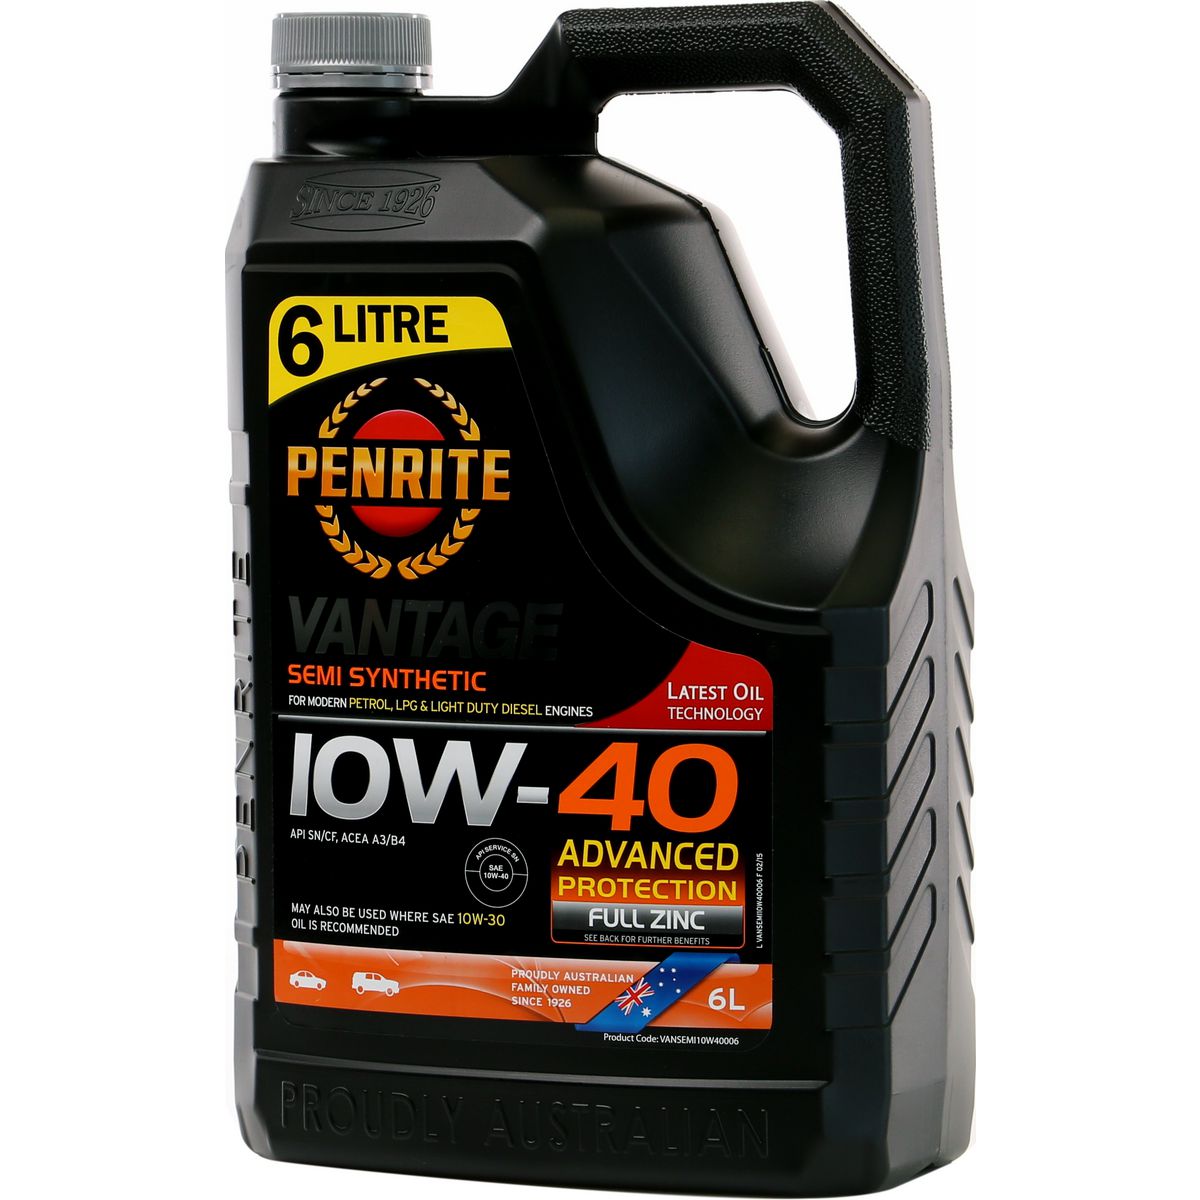 SINCE 1926
6 LITRE
PENRITE
VANTAGE
SEMI SYNTHETIC
FOR MODERN PETROL, LPG & LIGHT DUTY DIESEL ENGINES
LATEST OIL
TECHNOLOGY
10W-40
API SN/CF, ACEA A3/B4
API SERVICE SN
SAE
10W-40
ADVANCED
PROTECTION
FULL ZINC
SEE BACK FOR FURTHER BENEFITS
MAY ALSO BE USED WHERE SAE 10W-30
OIL IS RECOMMENDED
L VANSEMI10W40006 F 02/15
PROUDLY AUSTRALIAN
FAMILY OWNED
SINCE 1926
6L
Product Code: VANSEMI10W40006
PENRITE
PROUDLY AUSTRALIAN